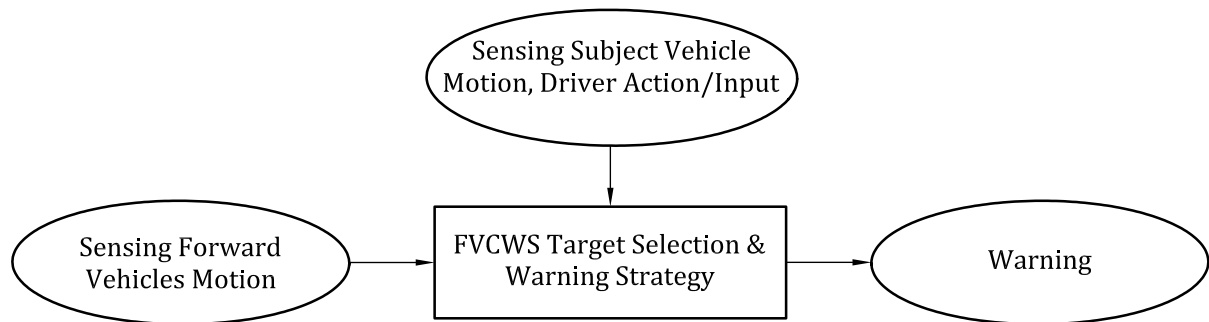 Sensing Subject Vehicle
Motion, Driver Action/Input
Sensing Forward
Vehicles Motion
FVCWS Target Selection &
Warning Strategy
Warning